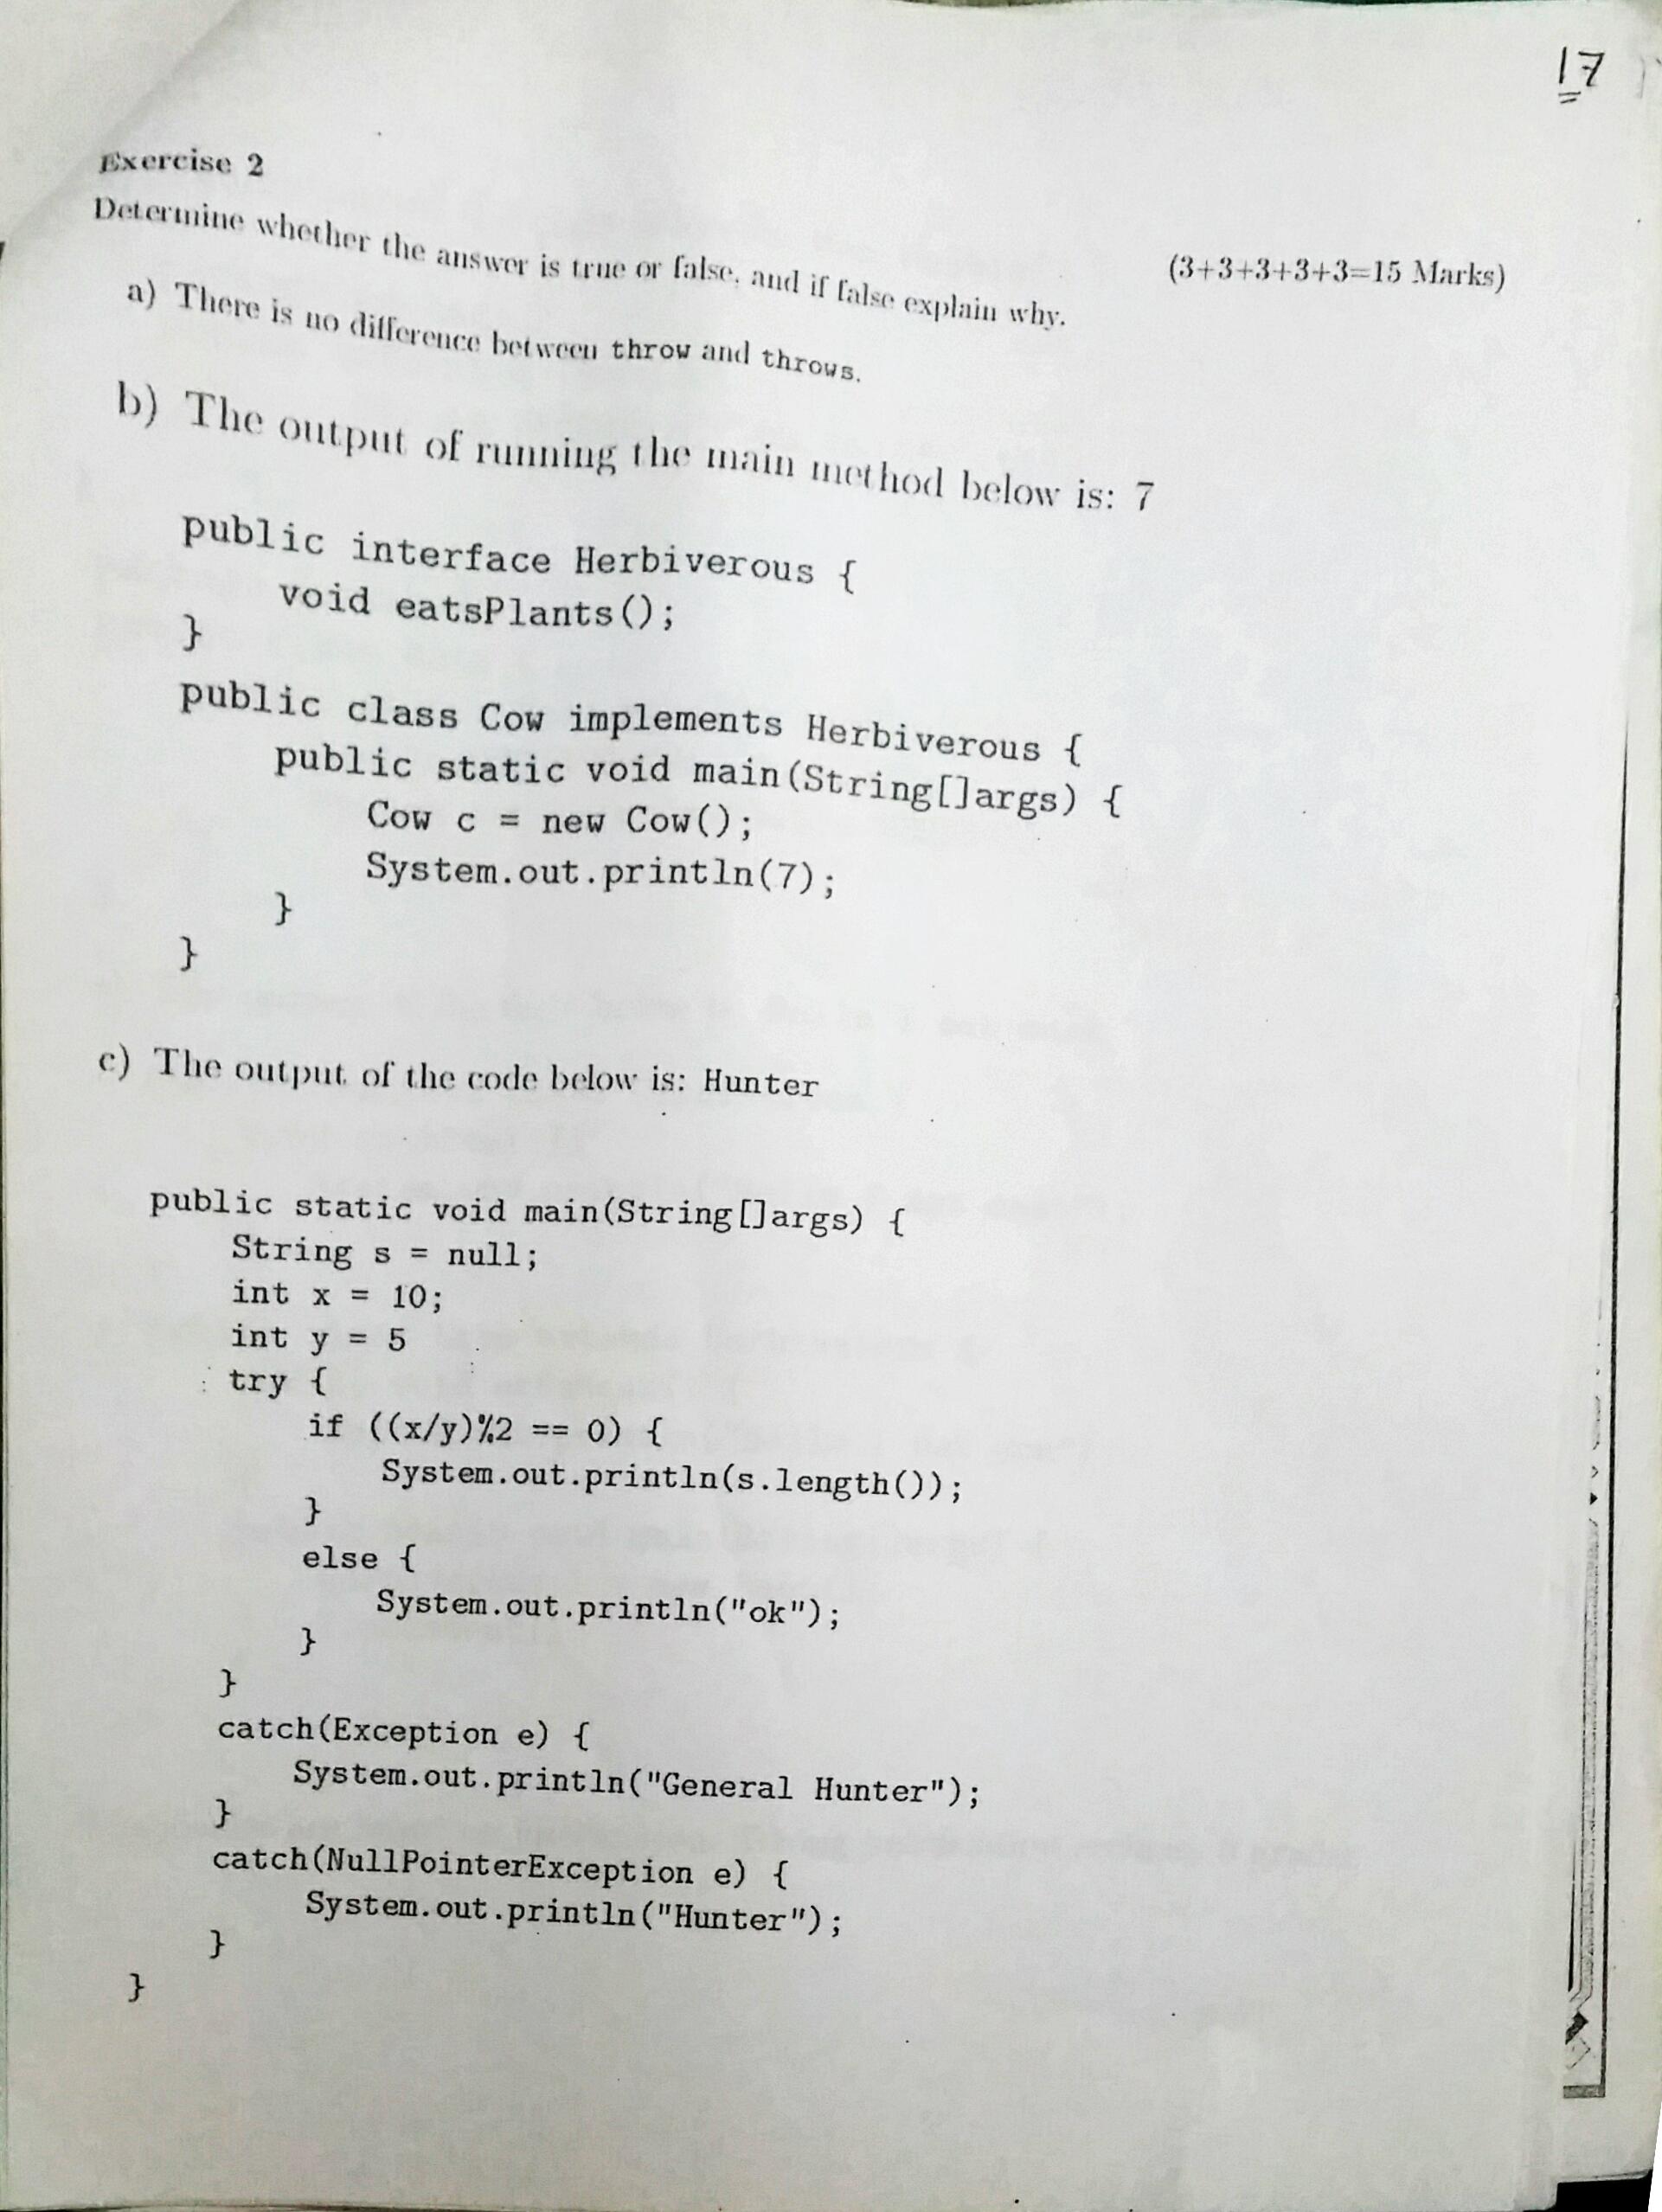 17
Exercise 2
Determine whether the answer is true or false, and if false explain why.
(3+3+3+3+3=15 Marks)
a) There is no difference between throw and throws.
b) The output of running the main method below is: 7
public interface Herbiverous {
void eatsPlants();
}
public class Cow implements Herbiverous {
public static void main(String[]args) {
Cow c = new Cow();
System.out.println(7);
}
}
c) The output of the code below is: Hunter
public static void main(String[]args) {
String s = null;
int x = 10;
int y = 5
try {
if ((x/y)%2 == 0) {
System.out.println(s.length());
}
else {
System.out.println("ok");
}
}
catch(Exception e) {
System.out.println("General Hunter");
}
catch(NullPointerException e) {
System.out.println("Hunter");
}
}